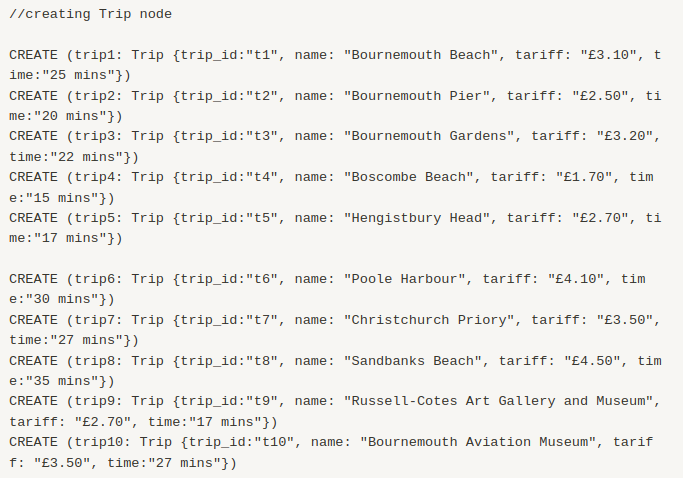 //creating Trip node
CREATE (trip1: Trip {trip_id:"t1", name: "Bournemouth Beach", tariff: "£3.10", t
ime:"25 mins"})
CREATE (trip2: Trip {trip_id:"t2", name: "Bournemouth Pier", tariff: "£2.50", ti
me:"20 mins"})
CREATE (trip3: Trip {trip_id:"t3", name: "Bournemouth Gardens", tariff: "£3.20",
time:"22 mins"})
CREATE (trip4: Trip {trip_id:"t4", name: "Boscombe Beach", tariff: "£1.70", tim
e:"15 mins"})
CREATE (trip5: Trip {trip_id:"t5", name: "Hengistbury Head", tariff: "£2.70", ti
me:"17 mins"})
CREATE (trip6: Trip {trip_id:"t6", name: "Poole Harbour", tariff: "£4.10", tim
e:"30 mins"})
CREATE (trip7: Trip {trip_id:"t7", name: "Christchurch Priory", tariff: "£3.50",
time:"27 mins"})
CREATE (trip8: Trip {trip_id:"t8", name: "Sandbanks Beach", tariff: "£4.50", tim
e:"35 mins"})
CREATE (trip9: Trip {trip_id:"t9", name: "Russell-Cotes Art Gallery and Museum",
tariff: "£2.70", time:"17 mins"})
CREATE (trip10: Trip {trip_id:"t10", name: "Bournemouth Aviation Museum", tarif
f: "£3.50", time:"27 mins"})